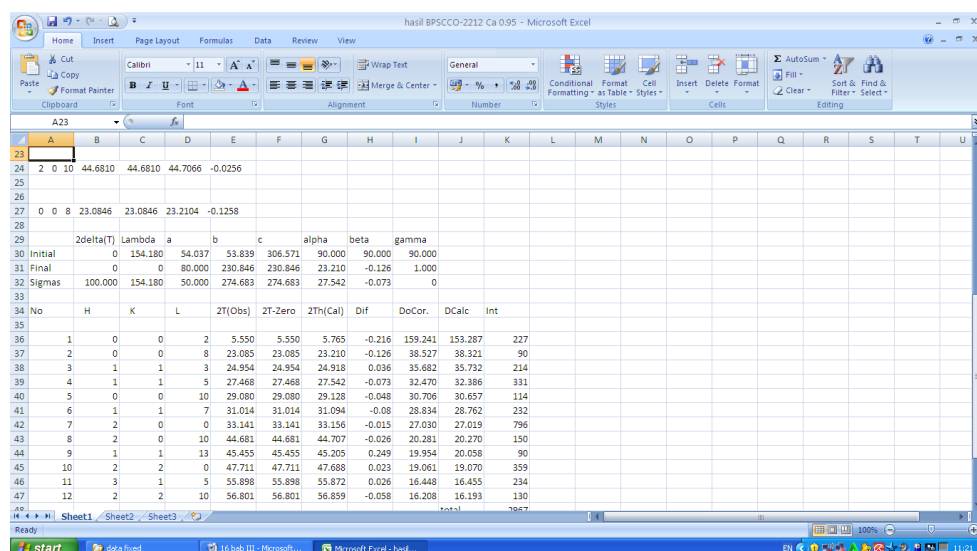 hasil BPSCCO-2212 Ca 0.95 - Microsoft Excel
Home Insert Page Layout Formulas Data Review View
Paste
Cut
Copy
Format Painter
Clipboard
Calibri 11
B I U
Font
Wrap Text
Merge & Center
Alignment
General
Number
Conditional Formatting
Format as Table
Cell Styles
Styles
Insert Delete Format
Cells
Σ AutoSum
Fill
Clear
Sort & Filter
Find & Select
Editing
A23 fx
A B C D E F G H I J K L M N O P Q R S T U
23
24 2 0 10 44.6810 44.6810 44.7066 -0.0256
25
26
27 0 0 8 23.0846 23.0846 23.2104 -0.1258
28
29 2delta(T) Lambda a b c alpha beta gamma
30 Initial 0 154.180 54.037 53.839 306.571 90.000 90.000 90.000
31 Final 0 0 80.000 230.846 230.846 23.210 -0.126 1.000
32 Sigmas 100.000 154.180 50.000 274.683 274.683 27.542 -0.073 0
33
34 No H K L 2T(Obs) 2T-Zero 2Th(Cal) Dif DoCor. DCalc Int
35
36 1 0 0 2 5.550 5.550 5.765 -0.216 159.241 153.287 227
37 2 0 0 8 23.085 23.085 23.210 -0.126 38.527 38.321 90
38 3 1 1 3 24.954 24.954 24.918 0.036 35.682 35.732 214
39 4 1 1 5 27.468 27.468 27.542 -0.073 32.470 32.386 331
40 5 0 0 10 29.080 29.080 29.128 -0.048 30.706 30.657 114
41 6 1 1 7 31.014 31.014 31.094 -0.08 28.834 28.762 232
42 7 2 0 0 33.141 33.141 33.156 -0.015 27.030 27.019 796
43 8 2 0 10 44.681 44.681 44.707 -0.026 20.281 20.270 150
44 9 1 1 13 45.455 45.455 45.205 0.249 19.954 20.058 90
45 10 2 2 0 47.711 47.711 47.688 0.023 19.061 19.070 359
46 11 3 1 5 55.898 55.898 55.872 0.026 16.448 16.455 234
47 12 2 2 10 56.801 56.801 56.859 -0.058 16.208 16.193 130
48 total 2967
Sheet1 Sheet2 Sheet3
Ready 100%
start data fixed 16 bab III - Microsoft... Microsoft Excel - hasil... EN 11:21